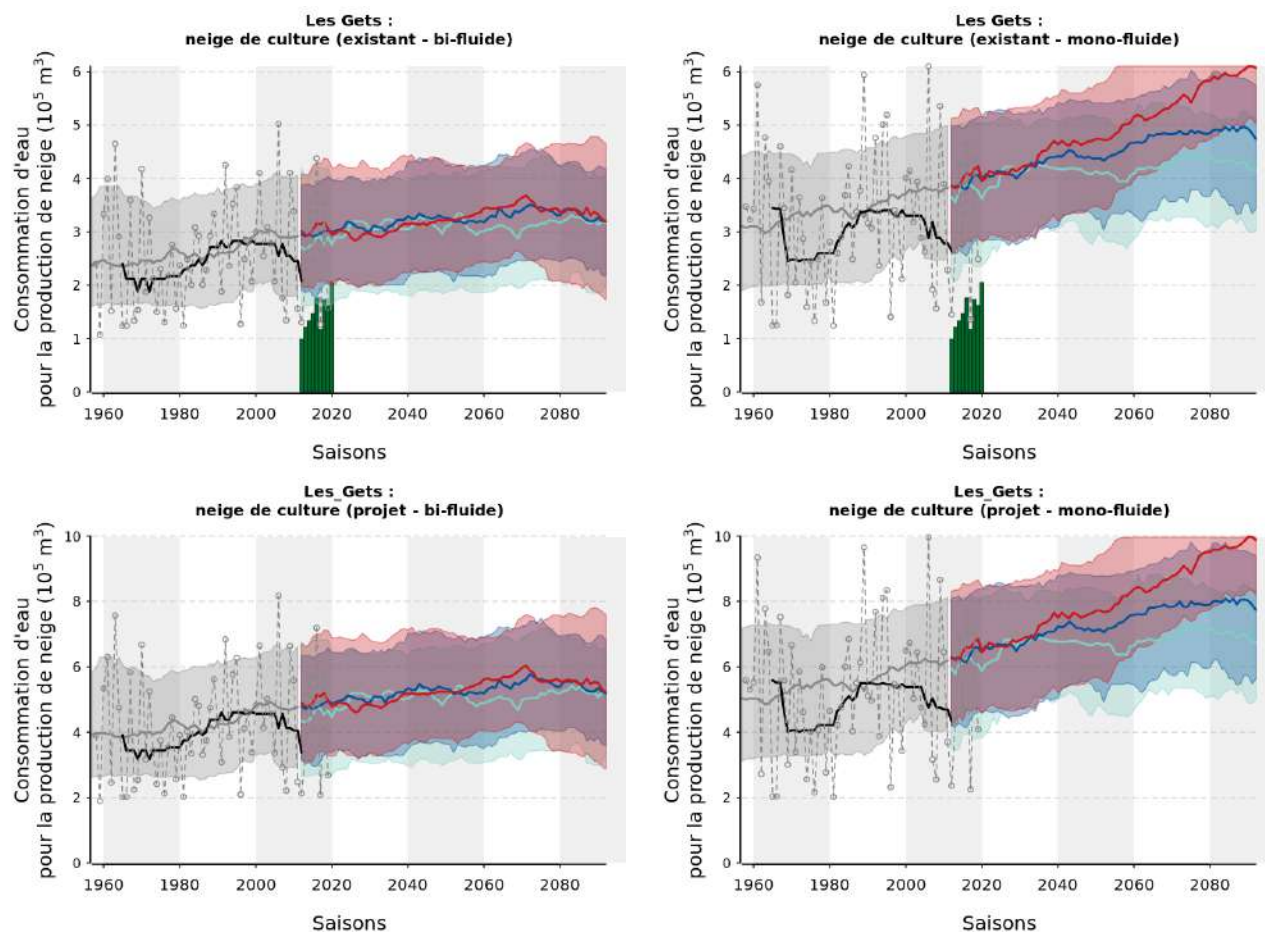 Les Gets :
neige de culture (existant - bi-fluide)
Consommation d'eau
pour la production de neige (10⁵ m³)
6
5
4
3
2
1
0
1960 1980 2000 2020 2040 2060 2080
Saisons
Les Gets :
neige de culture (existant - mono-fluide)
Consommation d'eau
pour la production de neige (10⁵ m³)
6
5
4
3
2
1
0
1960 1980 2000 2020 2040 2060 2080
Saisons
Les_Gets :
neige de culture (projet - bi-fluide)
Consommation d'eau
pour la production de neige (10⁵ m³)
10
8
6
4
2
0
1960 1980 2000 2020 2040 2060 2080
Saisons
Les_Gets :
neige de culture (projet - mono-fluide)
Consommation d'eau
pour la production de neige (10⁵ m³)
10
8
6
4
2
0
1960 1980 2000 2020 2040 2060 2080
Saisons